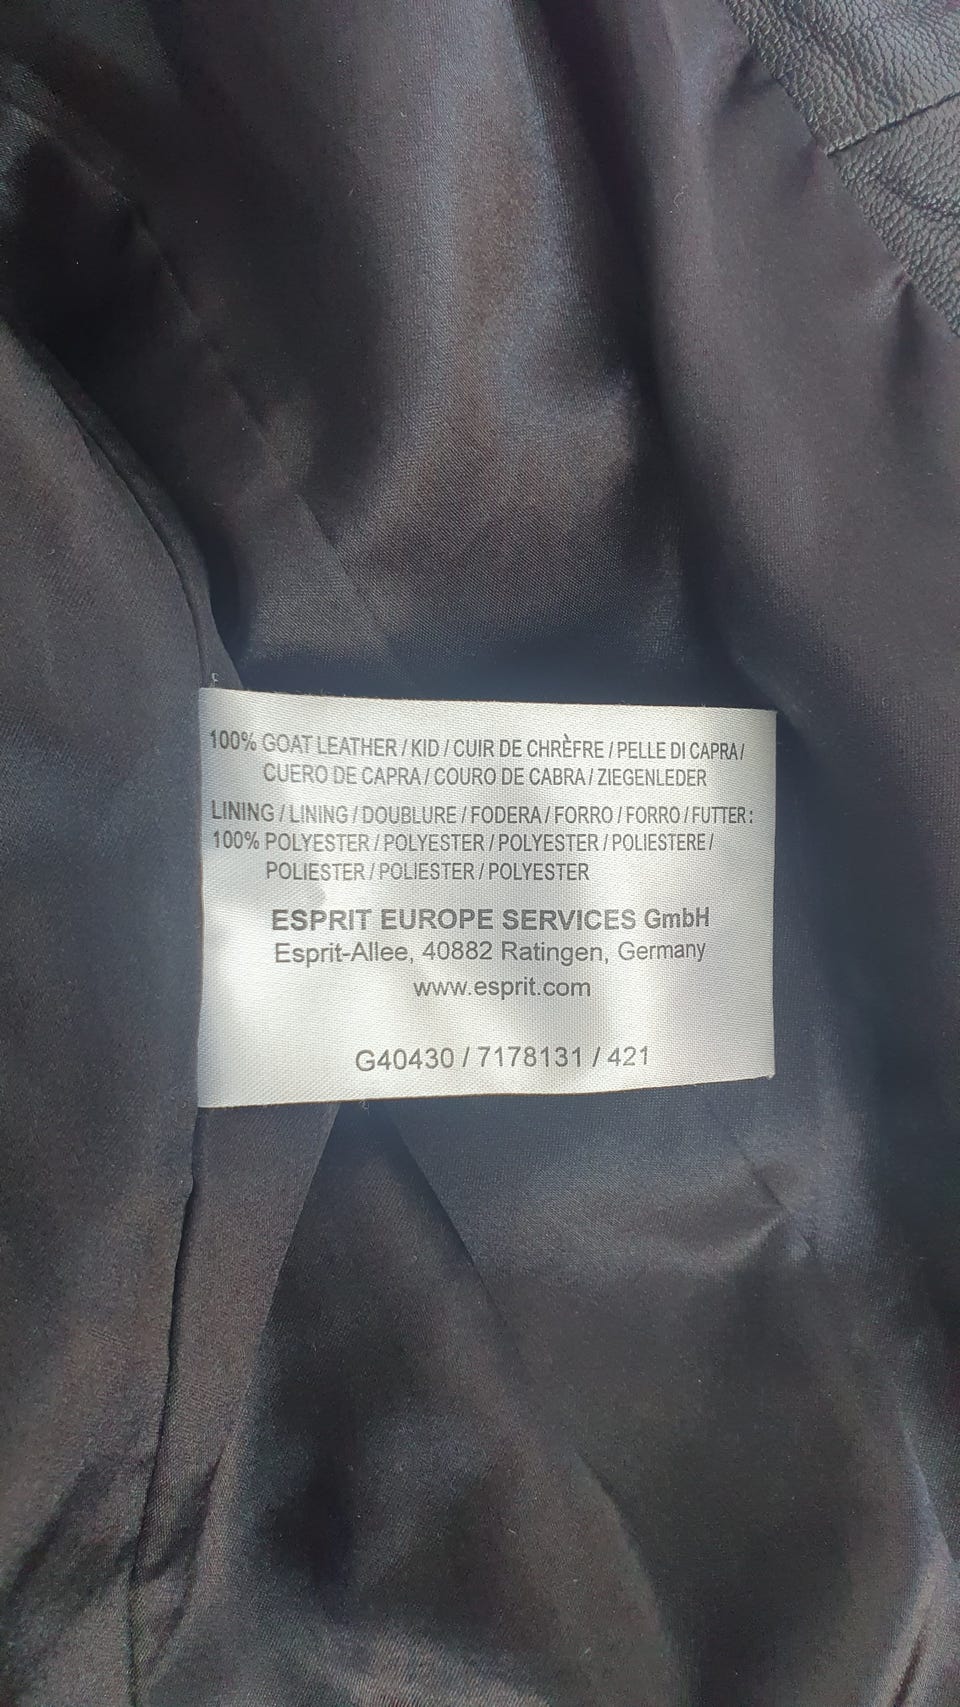 100% GOAT LEATHER / KID / CUIR DE CHRÈFRE / PELLE DI CAPRA /
CUERO DE CAPRA / COURO DE CABRA / ZIEGENLEDER
LINING / LINING / DOUBLURE / FODERA / FORRO / FORRO / FUTTER :
100% POLYESTER / POLYESTER / POLYESTER / POLIESTERE /
POLIESTER / POLIESTER / POLYESTER
ESPRIT EUROPE SERVICES GmbH
Esprit-Allee, 40882 Ratingen, Germany
www.esprit.com
G40430 / 7178131 / 421